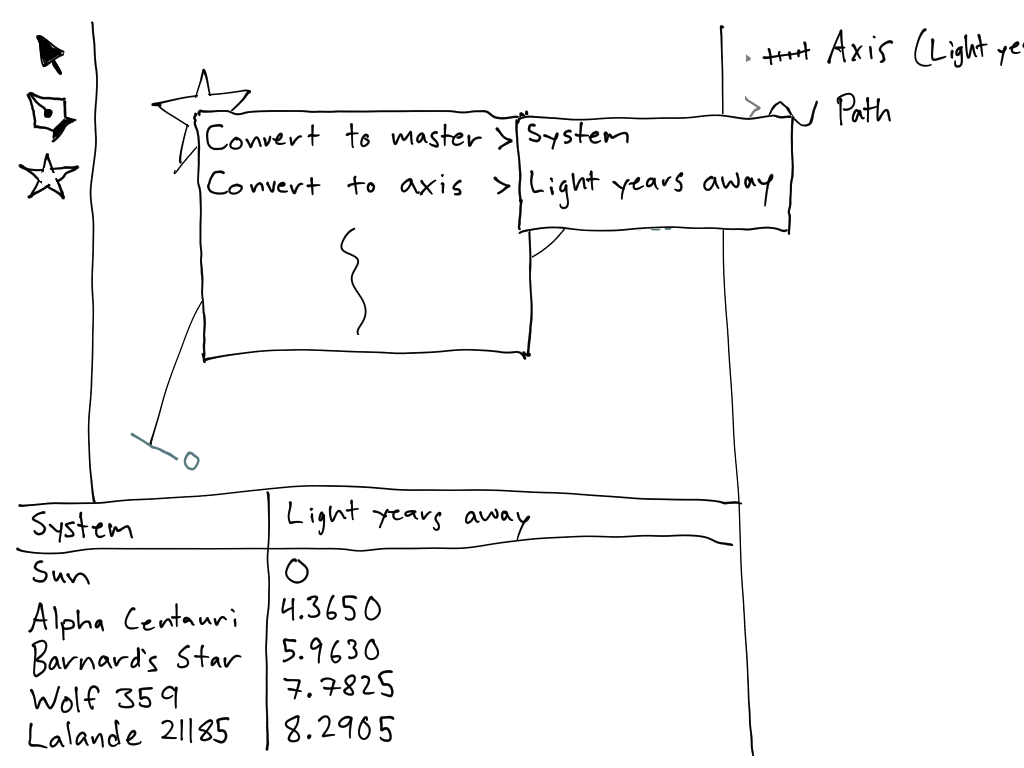 Axis (Light ye
Path
Convert to master > System
Convert to axis > Light years away
0
System Light years away
Sun 0
Alpha Centauri 4.3650
Barnard's Star 5.9630
Wolf 359 7.7825
Lalande 21185 8.2905